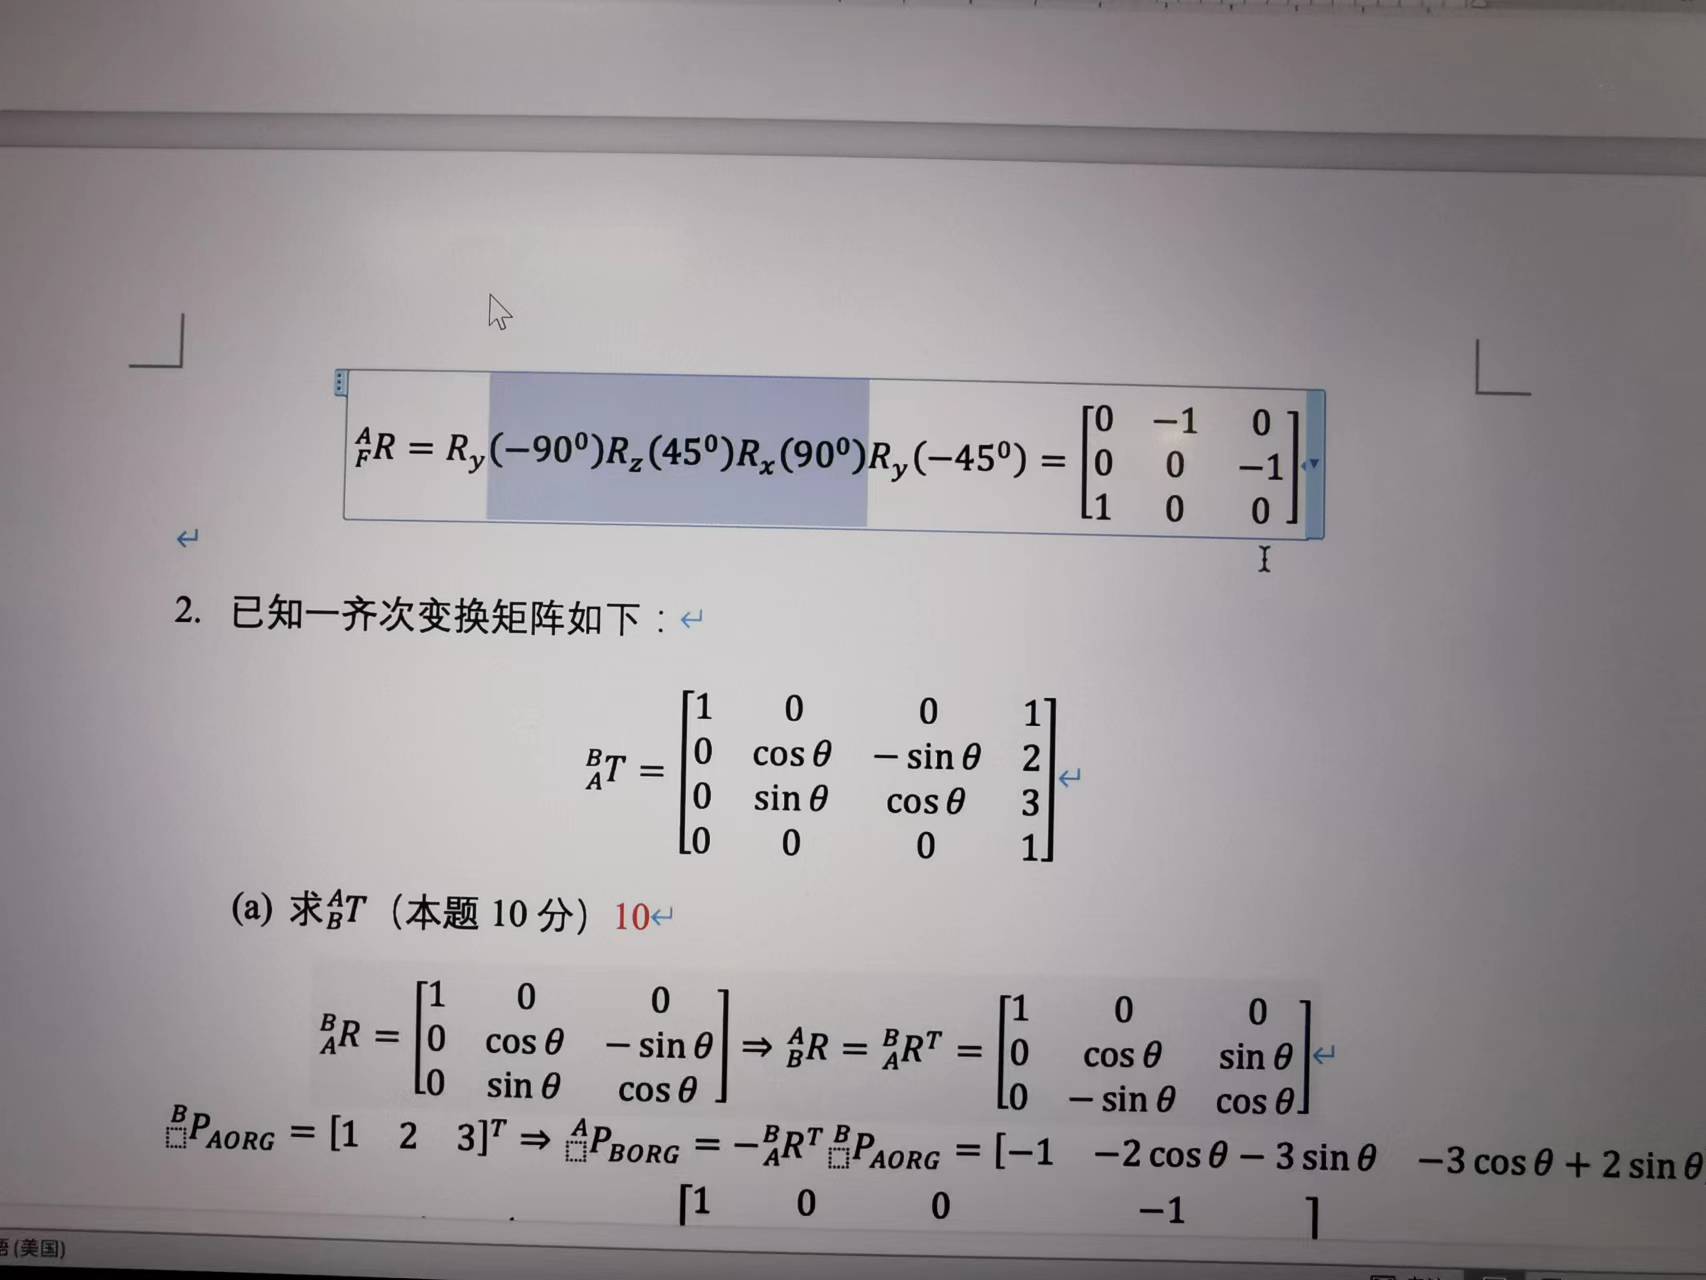 $^A_F R = R_y(-90^0)R_z(45^0)R_x(90^0)R_y(-45^0) = \begin{bmatrix} 0 & -1 & 0 \\ 0 & 0 & -1 \\ 1 & 0 & 0 \end{bmatrix}$
2. 已知一齐次变换矩阵如下：
$^B_A T = \begin{bmatrix} 1 & 0 & 0 & 1 \\ 0 & \cos\theta & -\sin\theta & 2 \\ 0 & \sin\theta & \cos\theta & 3 \\ 0 & 0 & 0 & 1 \end{bmatrix}$
(a) 求$^A_B T$（本题 10 分）10
$^B_A R = \begin{bmatrix} 1 & 0 & 0 \\ 0 & \cos\theta & -\sin\theta \\ 0 & \sin\theta & \cos\theta \end{bmatrix} \Rightarrow {}^A_B R = {}^B_A R^T = \begin{bmatrix} 1 & 0 & 0 \\ 0 & \cos\theta & \sin\theta \\ 0 & -\sin\theta & \cos\theta \end{bmatrix}$
$^B P_{AORG} = [1 \quad 2 \quad 3]^T \Rightarrow {}^A P_{BORG} = -{}^B_A R^T \, {}^B P_{AORG} = [-1 \quad -2\cos\theta - 3\sin\theta \quad -3\cos\theta + 2\sin\theta$
1 0 0 -1
(美国)